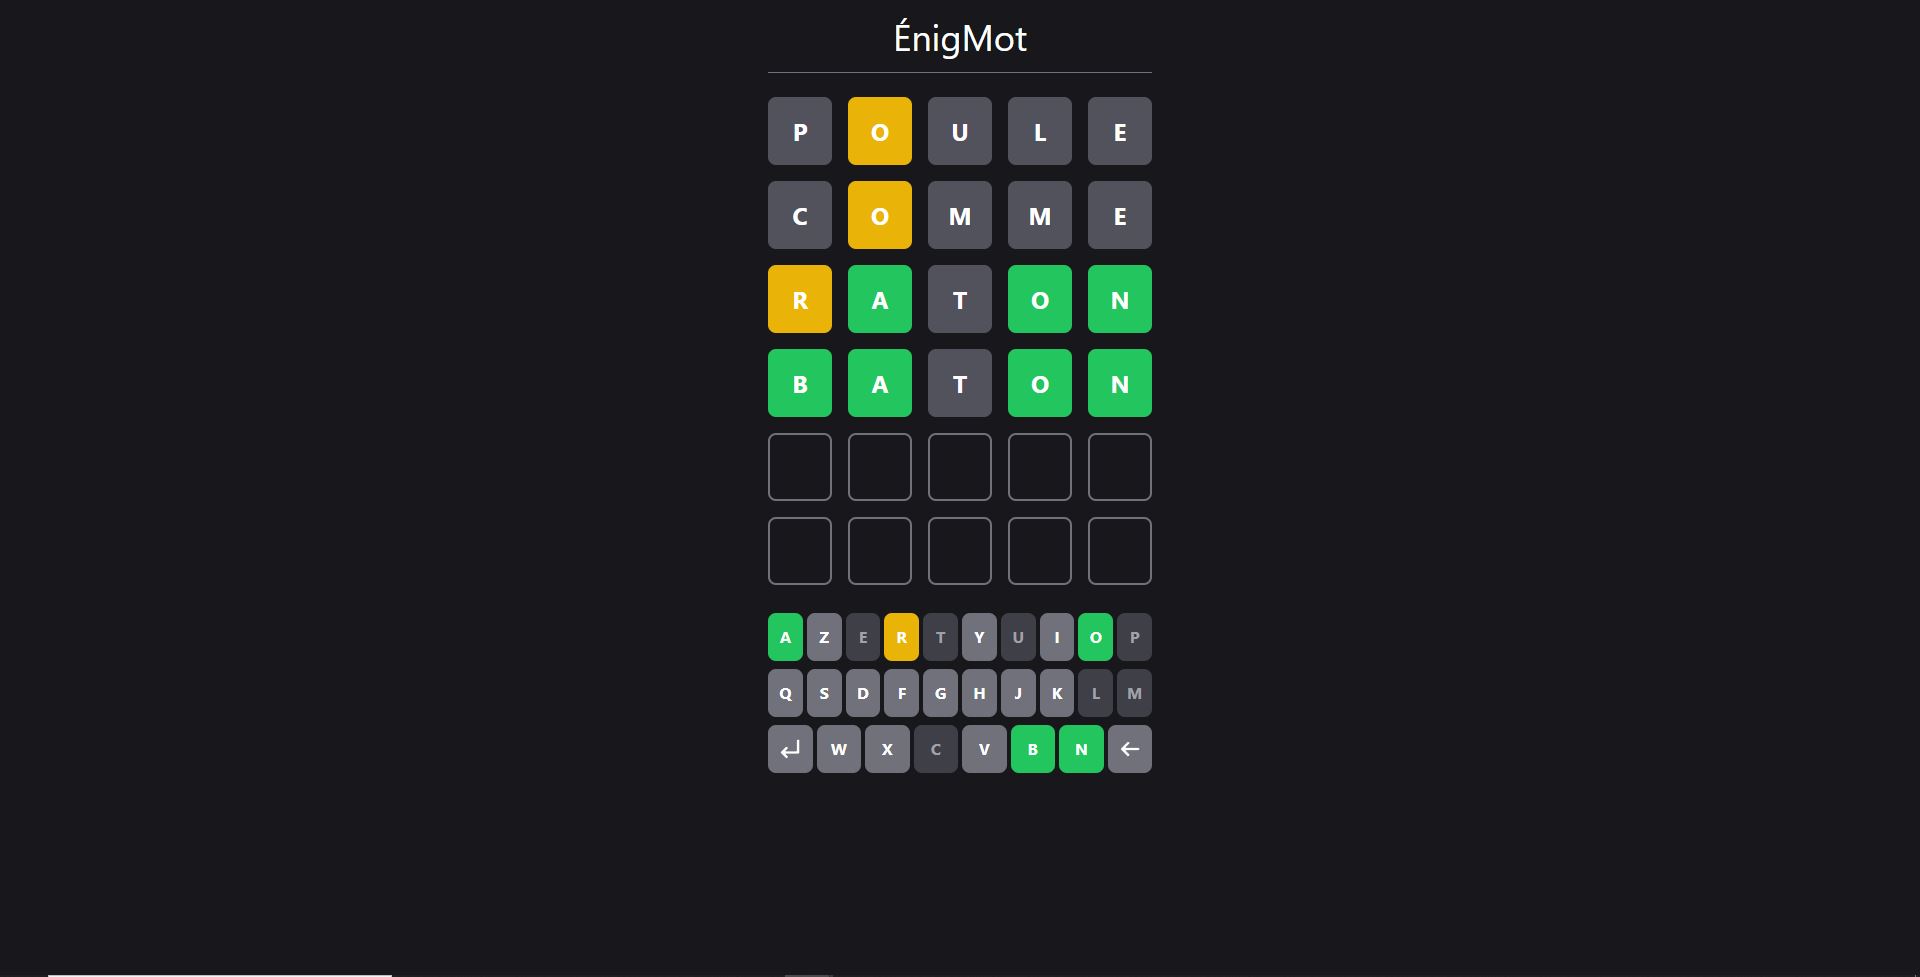 ÉnigMot
P O U L E
C O M M E
R A T O N
B A T O N
A Z E R T Y U I O P
Q S D F G H J K L M
W X C V B N